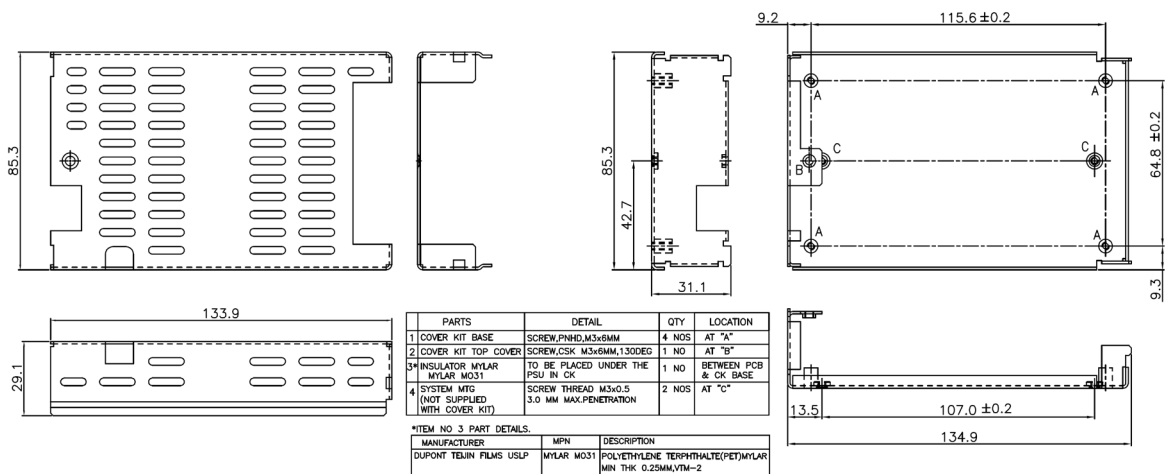 9.2
115.6 ±0.2
85.3
85.3
42.7
31.1
A
A
C
C
B
A
A
64.8 ±0.2
9.3
133.9
29.1
PARTS DETAIL QTY LOCATION
1 COVER KIT BASE SCREW,PNHD,M3x6MM 4 NOS AT "A"
2 COVER KIT TOP COVER SCREW,CSK M3x6MM,130DEG 1 NO AT "B"
3* INSULATOR MYLAR TO BE PLACED UNDER THE 1 NO BETWEEN PCB
MYLAR MO31 PSU IN CK & CK BASE
4 SYSTEM MTG SCREW THREAD M3x0.5 2 NOS AT "C"
(NOT SUPPLIED 3.0 MM MAX.PENETRATION
WITH COVER KIT)
*ITEM NO 3 PART DETAILS.
MANUFACTURER MPN DESCRIPTION
DUPONT TEIJIN FILMS USLP MYLAR MO31 POLYETHYLENE TERPHTHALTE(PET)MYLAR
MIN THK 0.25MM,VTM-2
13.5
107.0 ±0.2
134.9